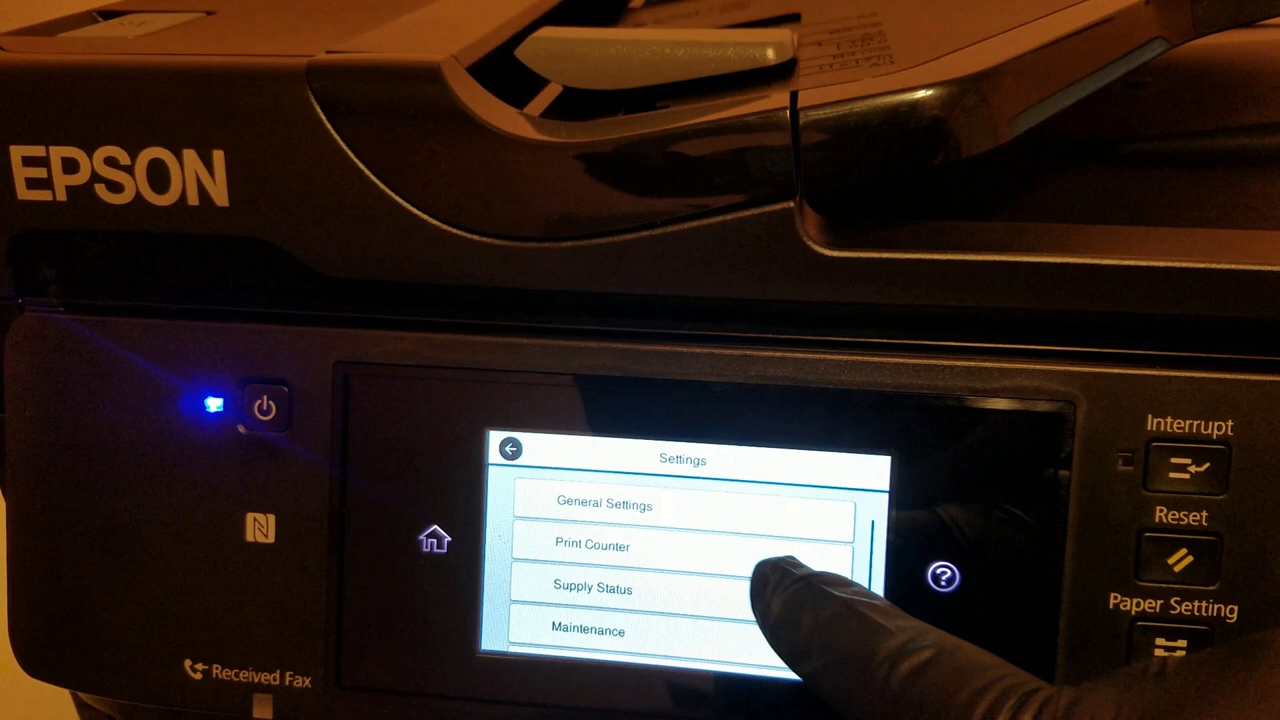 EPSON
Settings
General Settings
Print Counter
Supply Status
Maintenance
Interrupt
Reset
Paper Setting
Received Fax